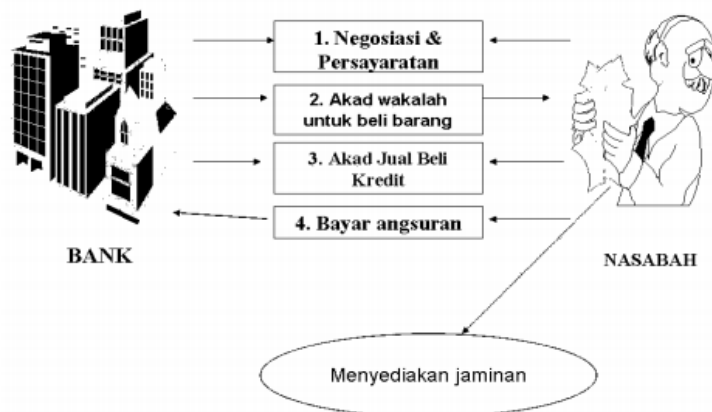 1. Negosiasi &
Persayaratan
2. Akad wakalah
untuk beli barang
3. Akad Jual Beli
Kredit
4. Bayar angsuran
BANK
NASABAH
Menyediakan jaminan